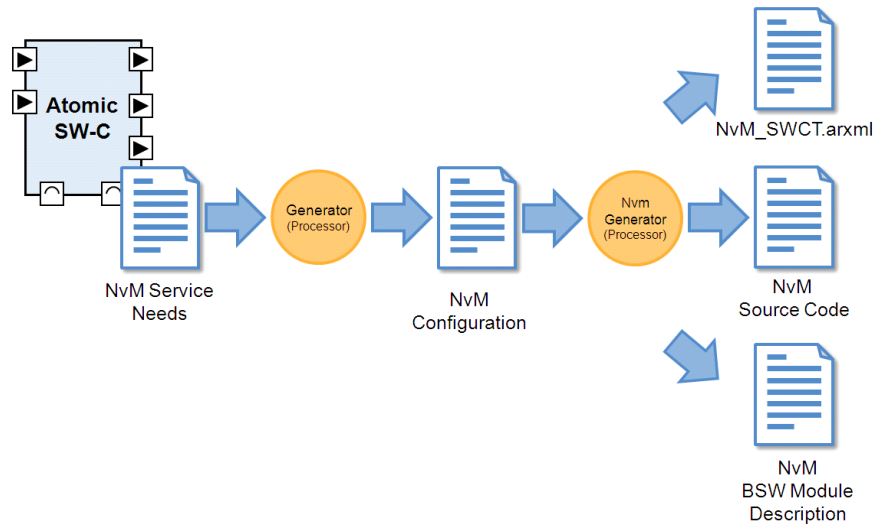 Atomic
SW-C
NvM Service
Needs
Generator
(Processor)
NvM
Configuration
Nvm
Generator
(Processor)
NvM_SWCT.arxml
NvM
Source Code
NvM
BSW Module
Description